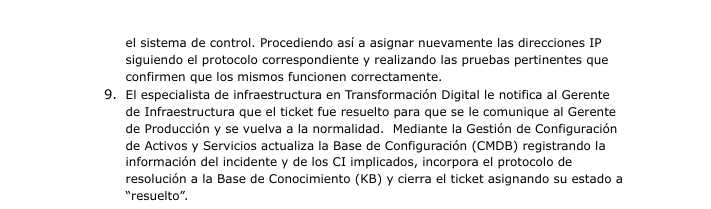 el sistema de control. Procediendo así a asignar nuevamente las direcciones IP
siguiendo el protocolo correspondiente y realizando las pruebas pertinentes que
confirmen que los mismos funcionen correctamente.
9. El especialista de infraestructura en Transformación Digital le notifica al Gerente
de Infraestructura que el ticket fue resuelto para que se le comunique al Gerente
de Producción y se vuelva a la normalidad.  Mediante la Gestión de Configuración
de Activos y Servicios actualiza la Base de Configuración (CMDB) registrando la
información del incidente y de los CI implicados, incorpora el protocolo de
resolución a la Base de Conocimiento (KB) y cierra el ticket asignando su estado a
“resuelto”.